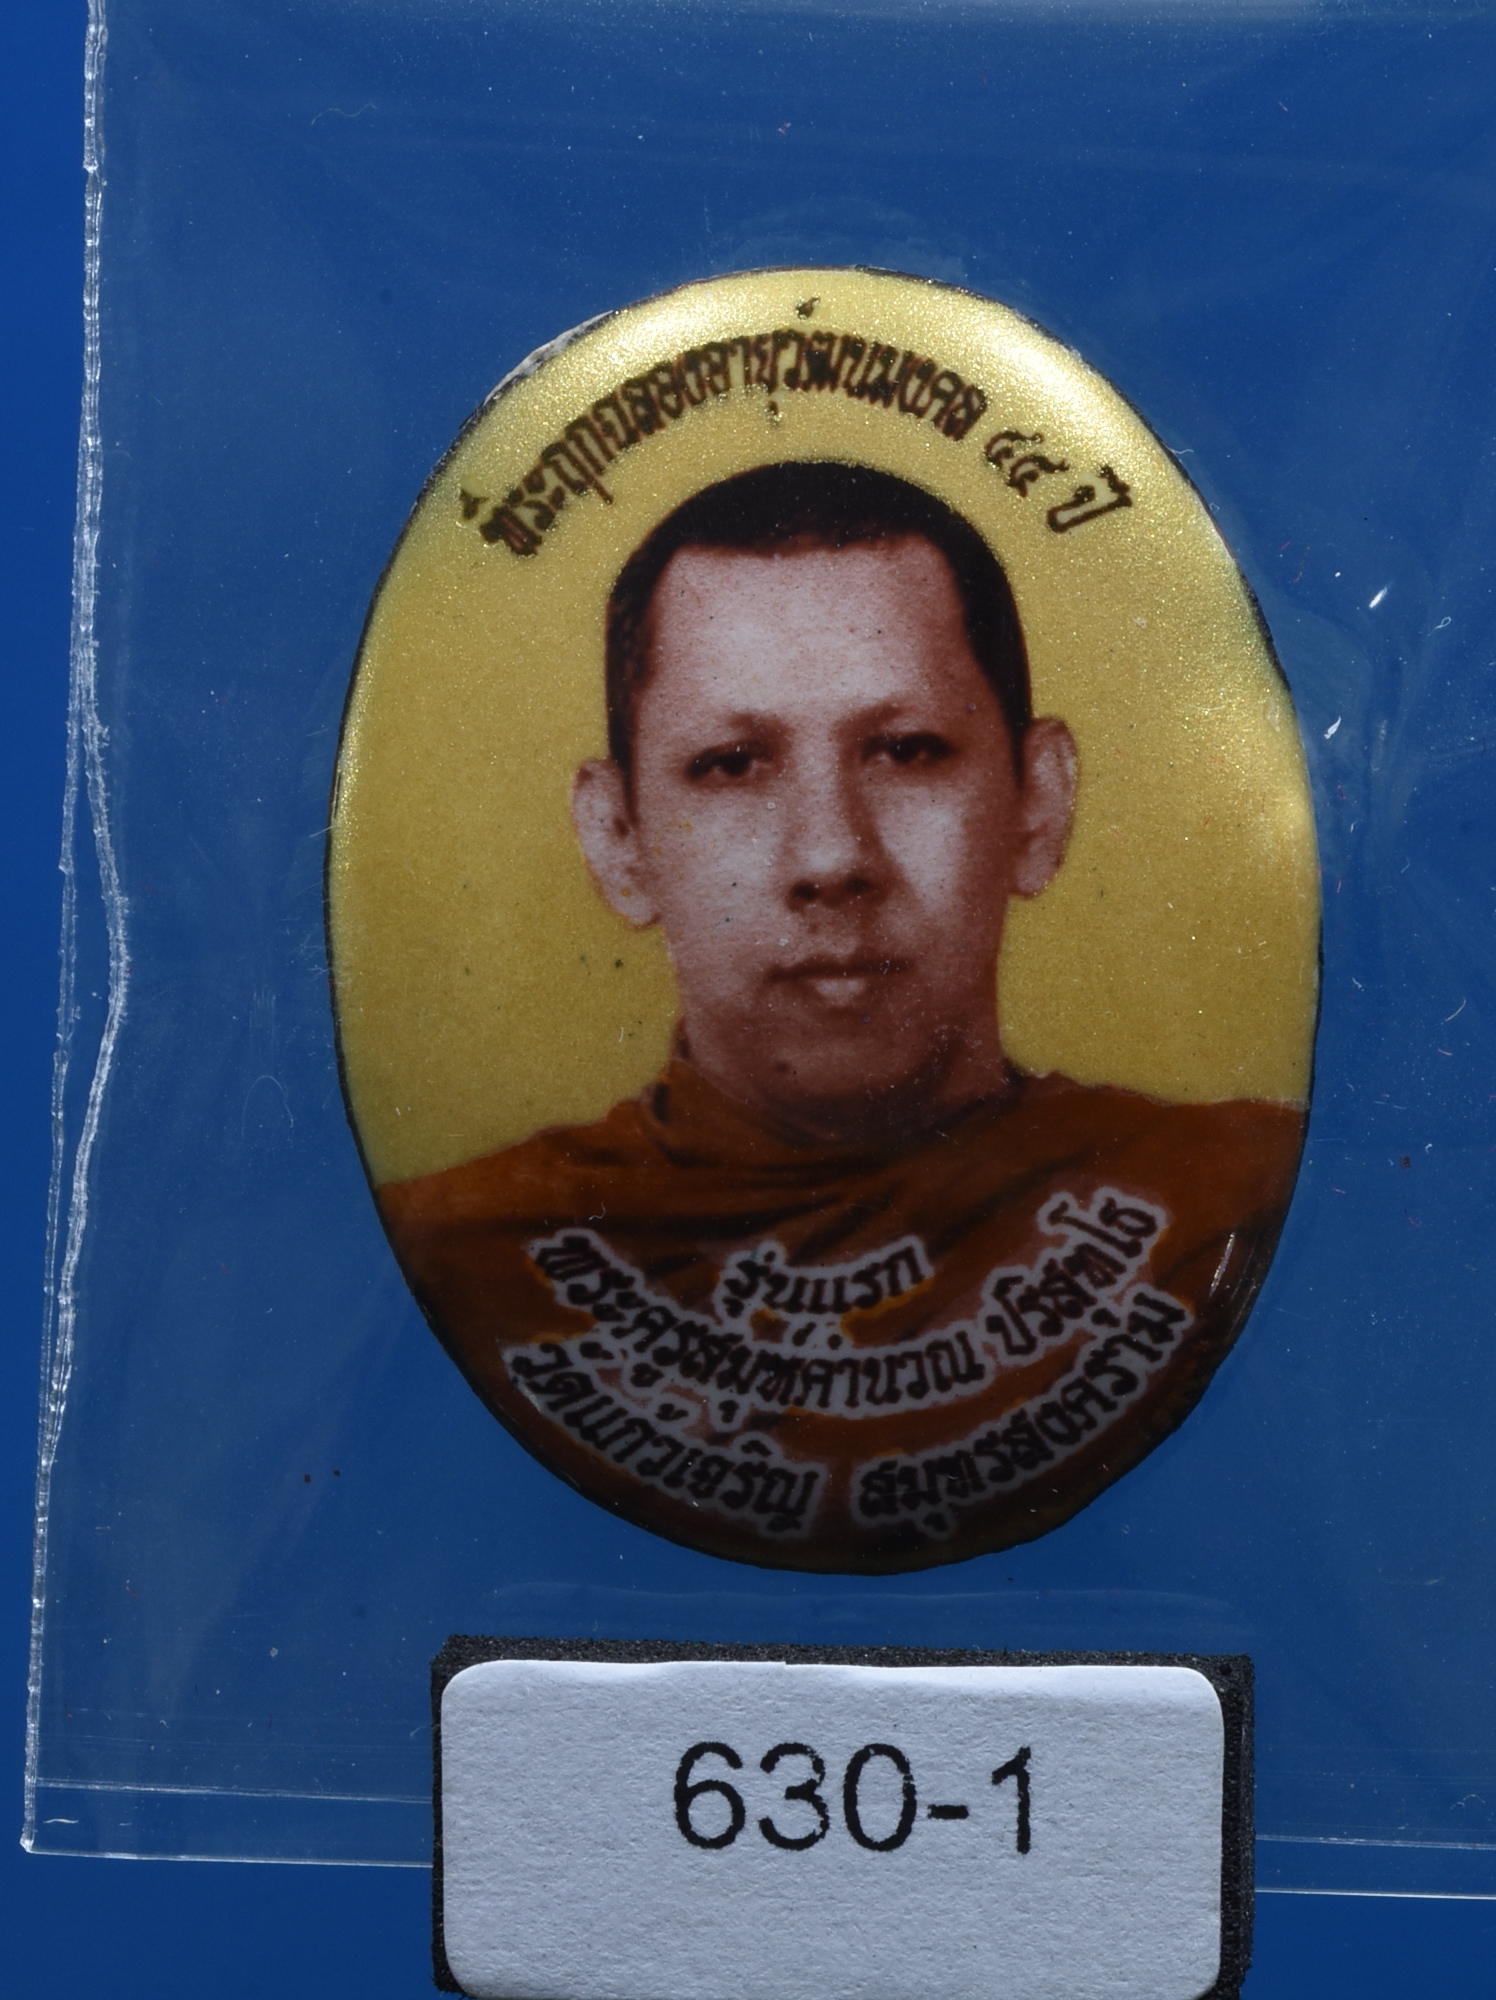 ที่ระฤกฉลองอายุวัฒนมงคล ๔๔ ปี
รุ่นแรก
พระครูสมุห์คำนวณ ปริสุทฺโธ
วัดแก้วเจริญ สมุทรสงคราม
630-1